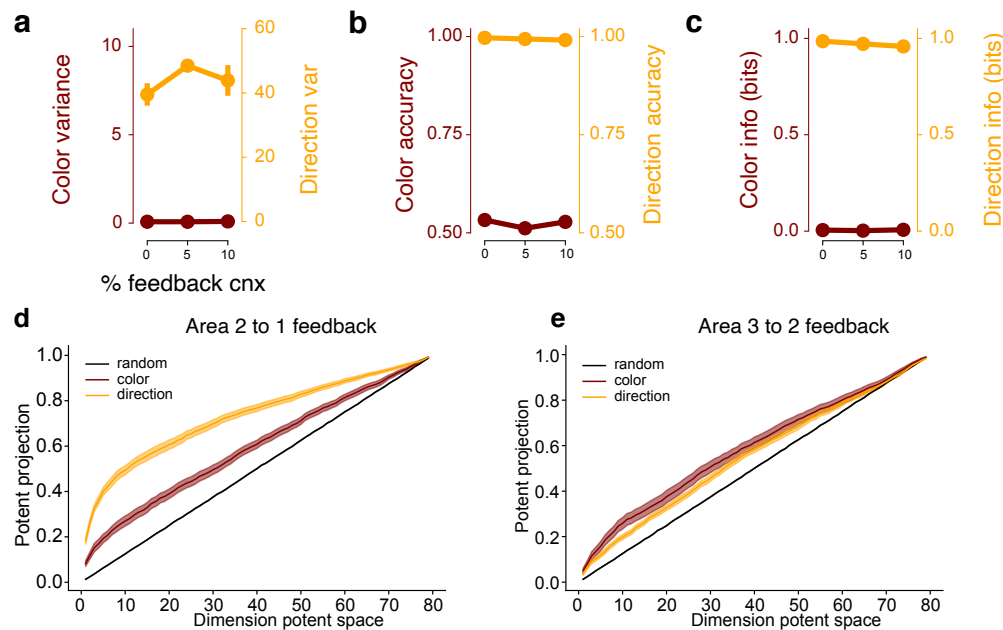 a
Color variance
10
5
0
60
40
20
0
Direction var
0
5
10
% feedback cnx
b
Color accuracy
1.00
0.75
0.50
1.00
0.75
0.50
Direction acuracy
0
5
10
c
Color info (bits)
1.0
0.5
0.0
1.0
0.5
0.0
Direction info (bits)
0
5
10
d
Area 2 to 1 feedback
random
color
direction
Potent projection
1.0
0.8
0.6
0.4
0.2
0.0
0 10 20 30 40 50 60 70 80
Dimension potent space
e
Area 3 to 2 feedback
random
color
direction
Potent projection
1.0
0.8
0.6
0.4
0.2
0.0
0 10 20 30 40 50 60 70 80
Dimension potent space